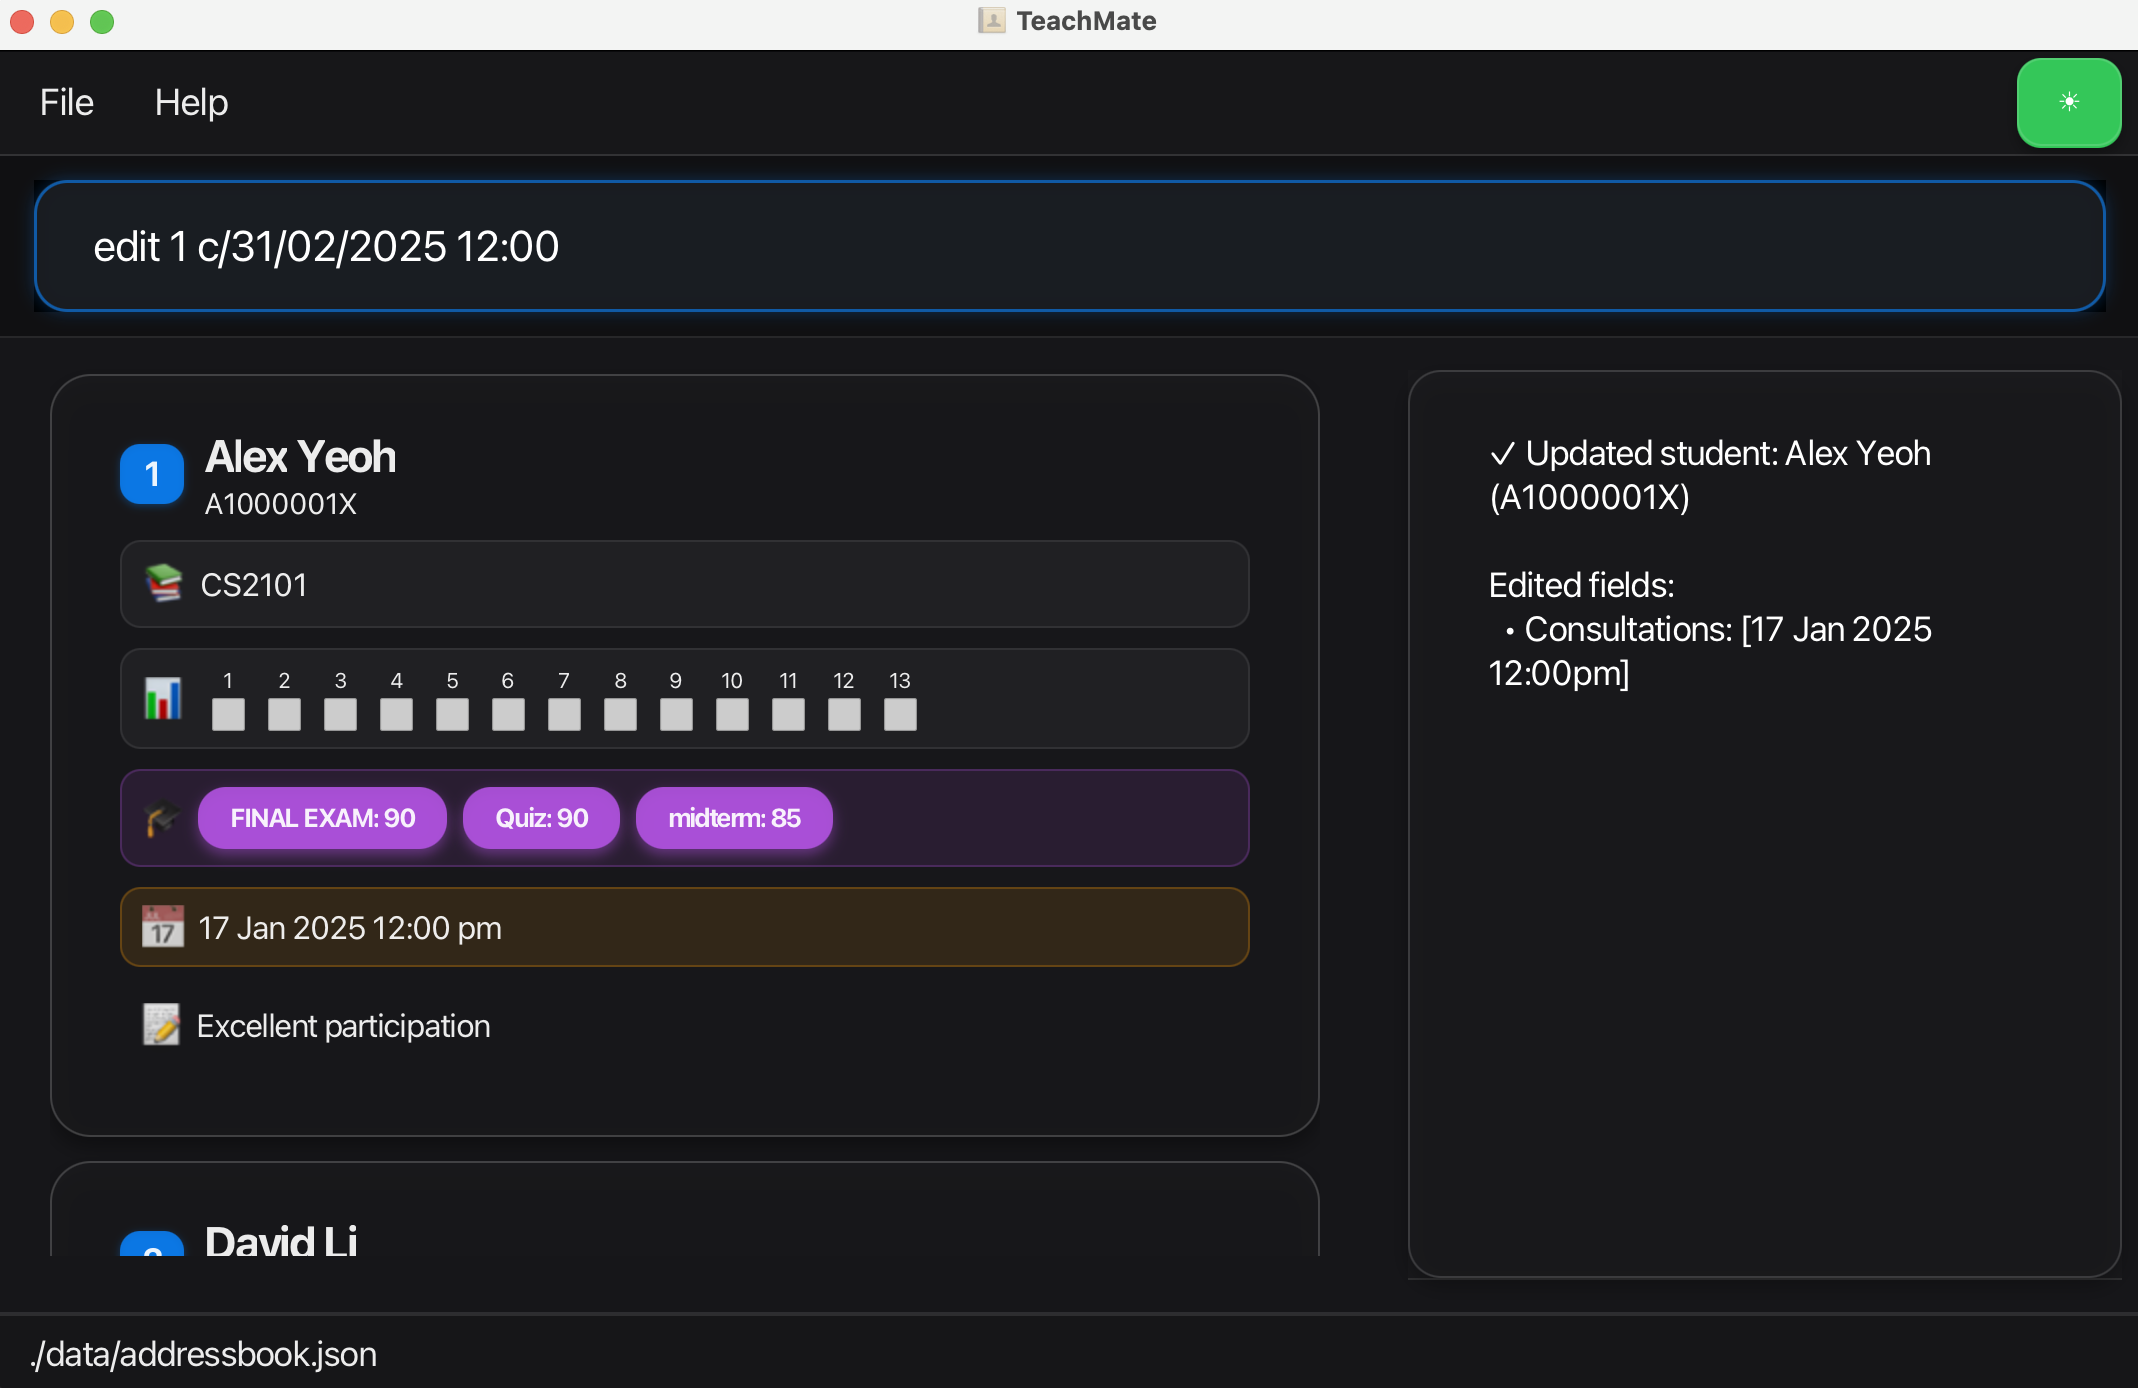 TeachMate
File Help
edit 1 c/31/02/2025 12:00
1 Alex Yeoh
A1000001X
CS2101
1 2 3 4 5 6 7 8 9 10 11 12 13
FINAL EXAM: 90 Quiz: 90 midterm: 85
JUL
17 17 Jan 2025 12:00 pm
Excellent participation
David Li
✓ Updated student: Alex Yeoh
(A1000001X)
Edited fields:
• Consultations: [17 Jan 2025
12:00pm]
./data/addressbook.json